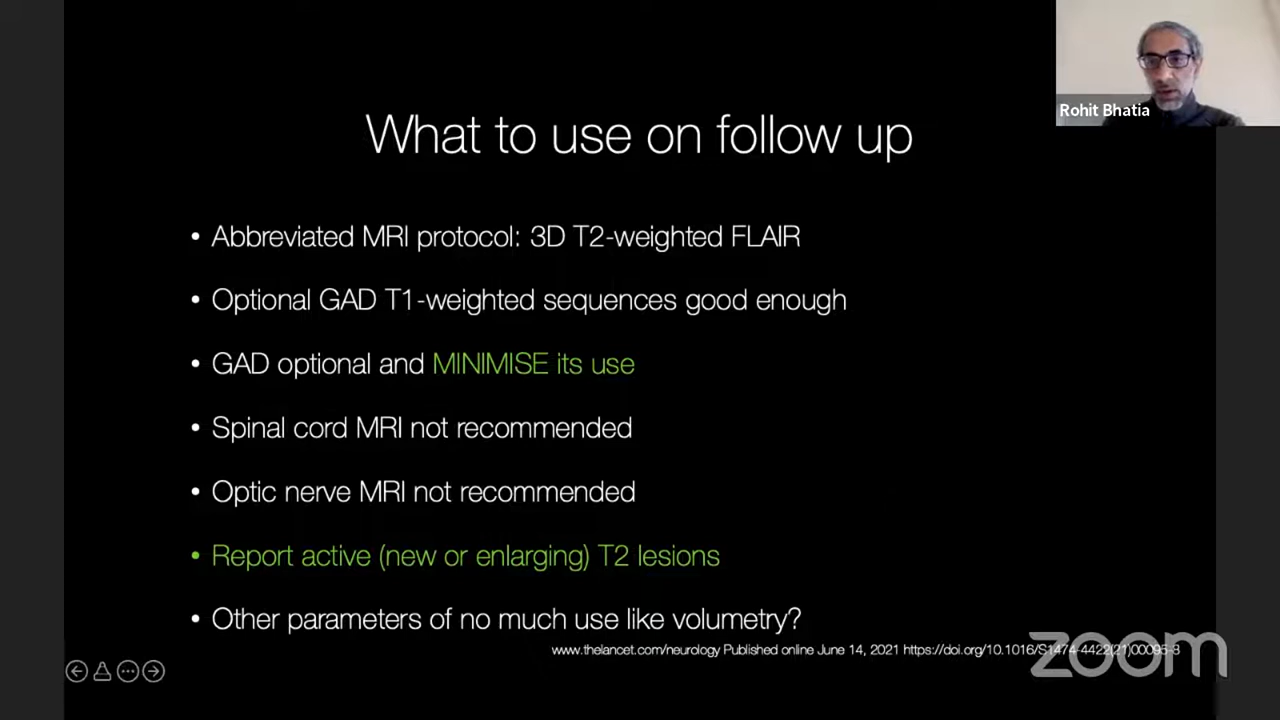 Rohit Bhatia
What to use on follow up
• Abbreviated MRI protocol: 3D T2-weighted FLAIR
• Optional GAD T1-weighted sequences good enough
• GAD optional and MINIMISE its use
• Spinal cord MRI not recommended
• Optic nerve MRI not recommended
• Report active (new or enlarging) T2 lesions
• Other parameters of no much use like volumetry?
www.thelancet.com/neurology Published online June 14, 2021 https://doi.org/10.1016/S1474-4422(21)00095-3
zoom